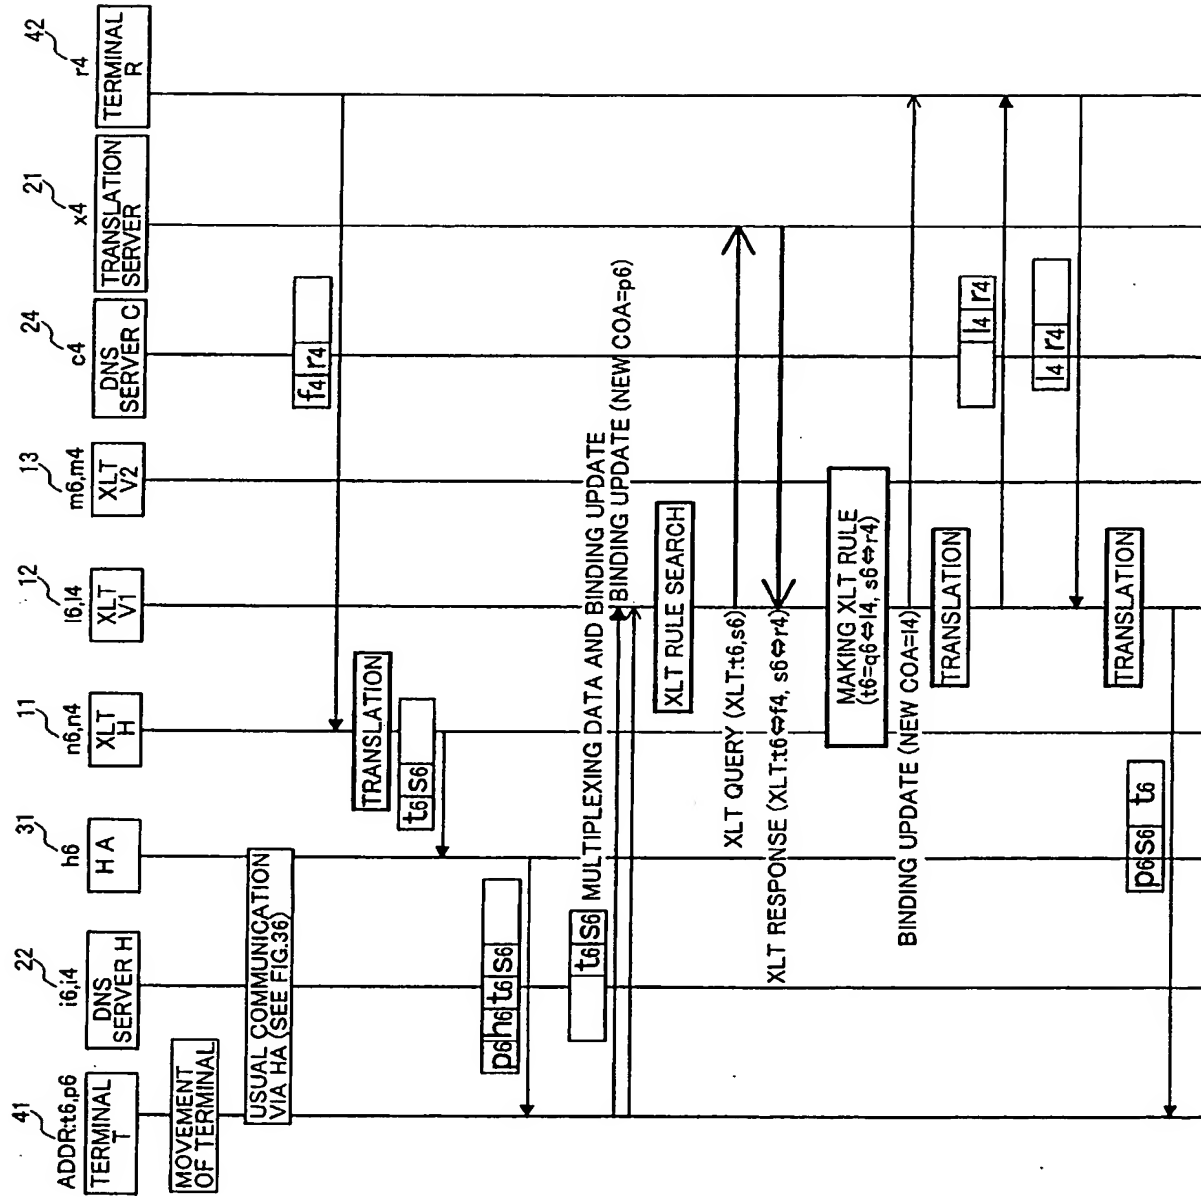 41
ADDR:t6,p6
TERMINAL
T
22
i6,i4
DNS
SERVER H
31
h6
H A
11
n6,n4
XLT
H
12
l6,l4
XLT
V1
13
m6,m4
XLT
V2
24
c4
DNS
SERVER C
21
x4
TRANSLATION
SERVER
42
r4
TERMINAL
R
MOVEMENT
OF TERMINAL
USUAL COMMUNICATION
VIA HA (SEE FIG.36)
f4 r4
TRANSLATION
t6 s6
p6 h6 t6 s6
t6 s6
MULTIPLEXING DATA AND BINDING UPDATE
BINDING UPDATE (NEW COA=p6)
XLT RULE SEARCH
XLT QUERY (XLT:t6,s6)
XLT RESPONSE (XLT:t6⇔f4, s6⇔r4)
MAKING XLT RULE
(t6=q6⇔l4, s6⇔r4)
BINDING UPDATE (NEW COA=l4)
TRANSLATION
l4 r4
l4 r4
TRANSLATION
p6 s6 t6